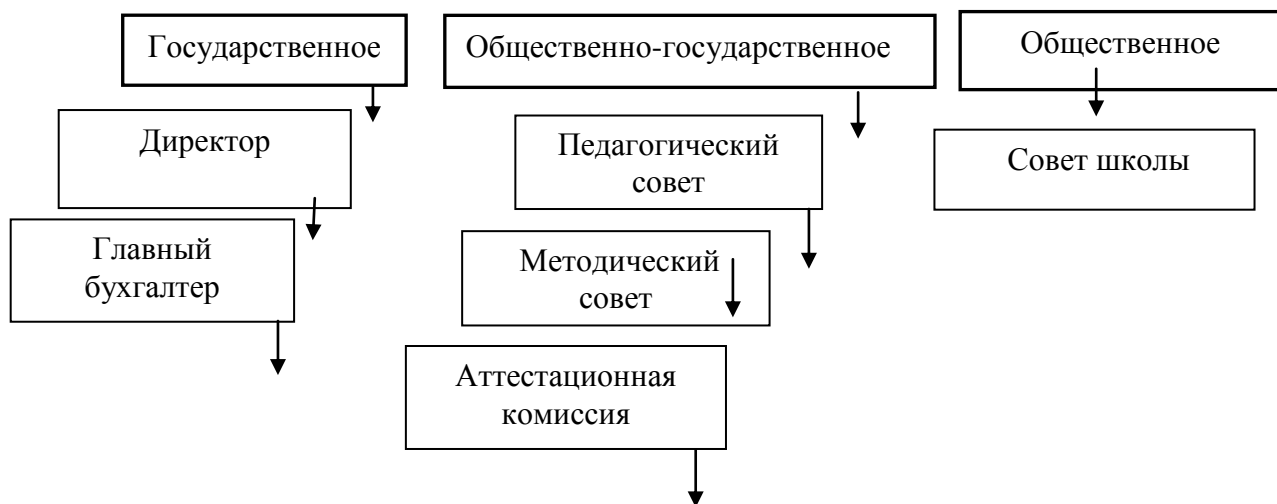 Государственное
Общественно-государственное
Общественное
Директор
Педагогический
совет
Совет школы
Главный
бухгалтер
Методический
совет
Аттестационная
комиссия